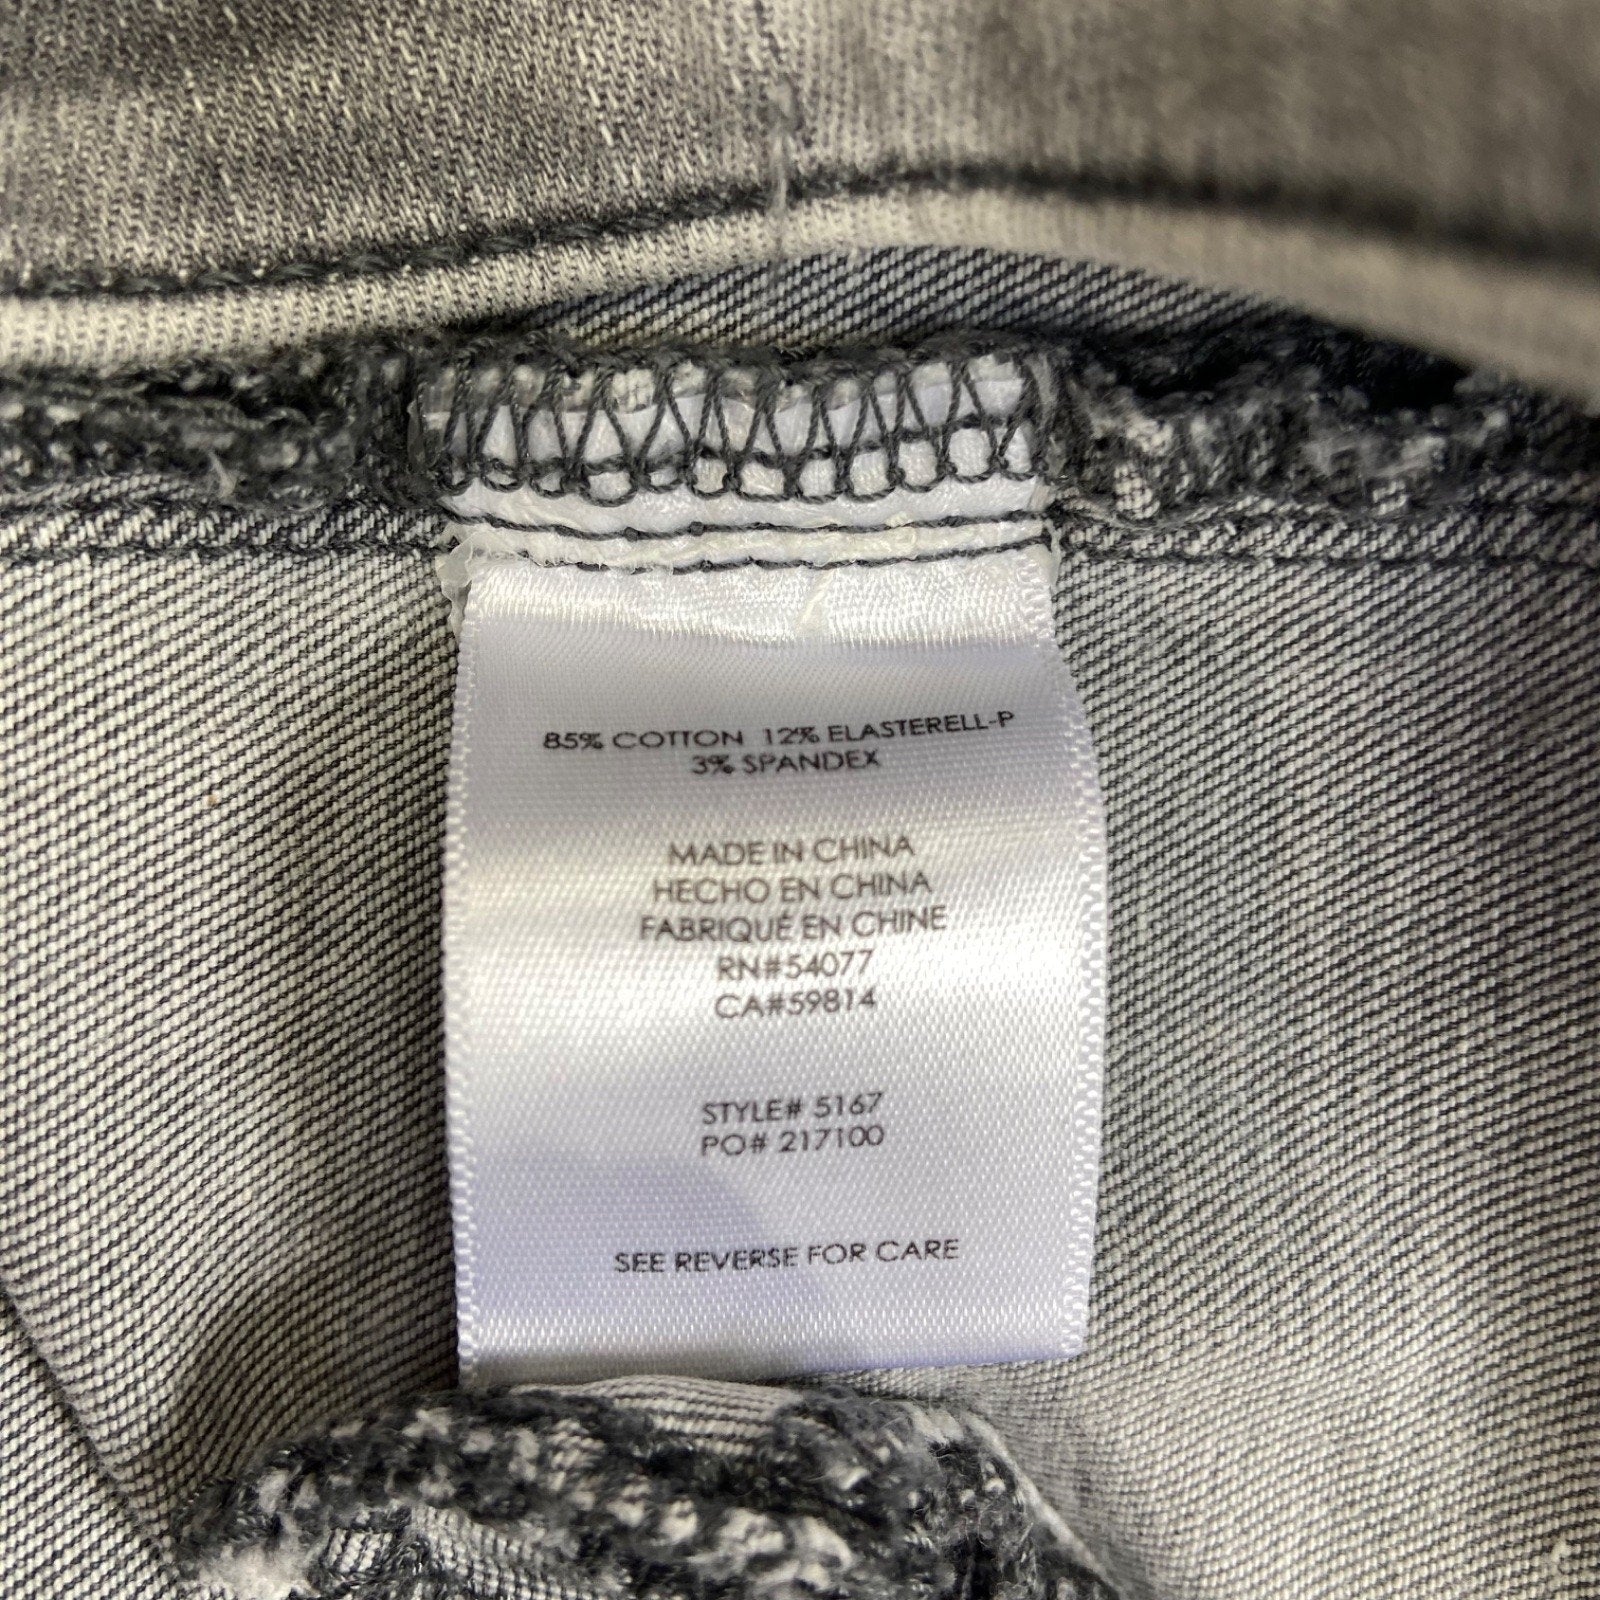 85% COTTON 12% ELASTERELL-P
3% SPANDEX
MADE IN CHINA
HECHO EN CHINA
FABRIQUÉ EN CHINE
RN#54077
CA#59814
STYLE# 5167
PO# 217100
SEE REVERSE FOR CARE